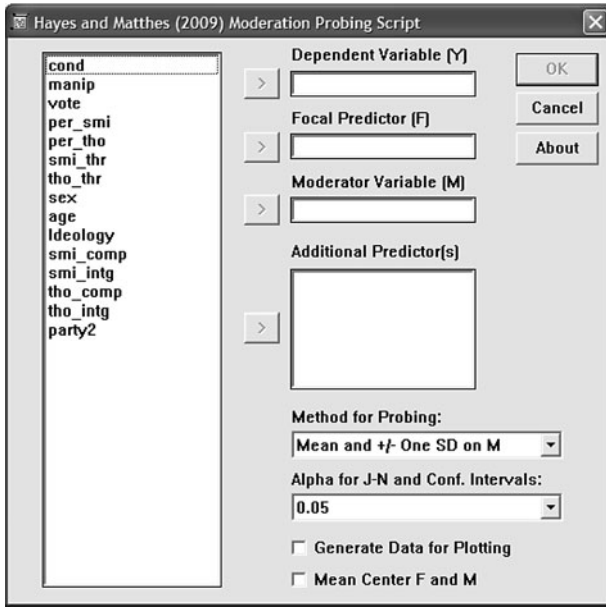 Hayes and Matthes (2009) Moderation Probing Script
cond
manip
vote
per_smi
per_tho
smi_thr
tho_thr
sex
age
Ideology
smi_comp
smi_intg
tho_comp
tho_intg
party2
>
Dependent Variable (Y)
>
Focal Predictor (F)
>
Moderator Variable (M)
>
Additional Predictor(s)
Method for Probing:
Mean and +/- One SD on M
Alpha for J-N and Conf. Intervals:
0.05
Generate Data for Plotting
Mean Center F and M
OK
Cancel
About